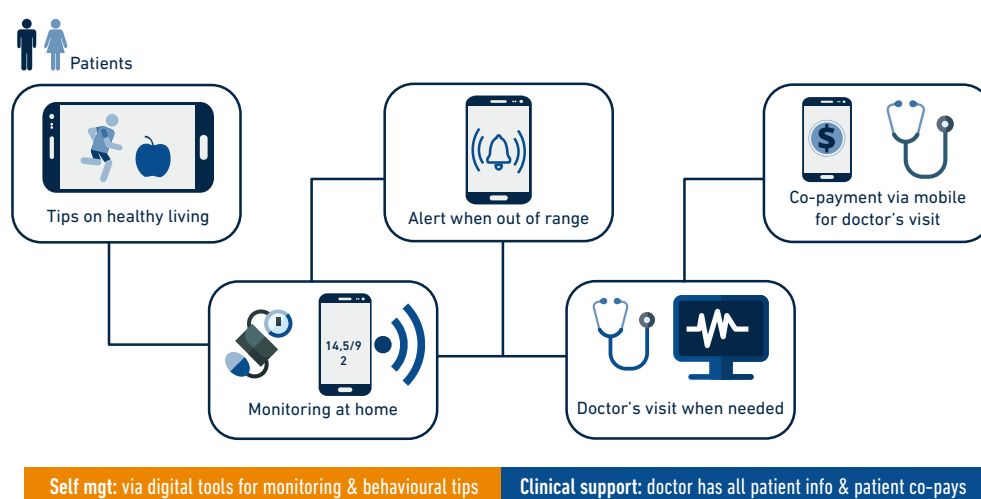 Patients
Tips on healthy living
Alert when out of range
$
Co-payment via mobile
for doctor's visit
14,5/9
2
Monitoring at home
Doctor's visit when needed
Self mgt: via digital tools for monitoring & behavioural tips
Clinical support: doctor has all patient info & patient co-pays